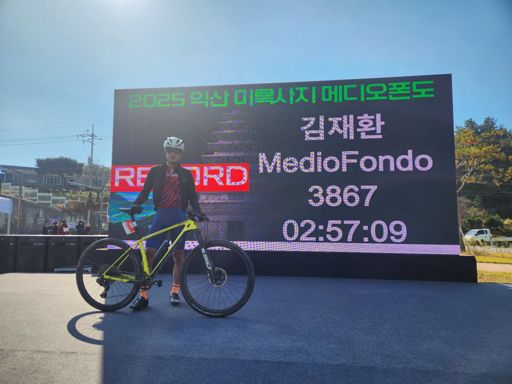 2025 익산 미륵사지 메디오폰도
김재환
RECORD
MedioFondo
3867
02:57:09